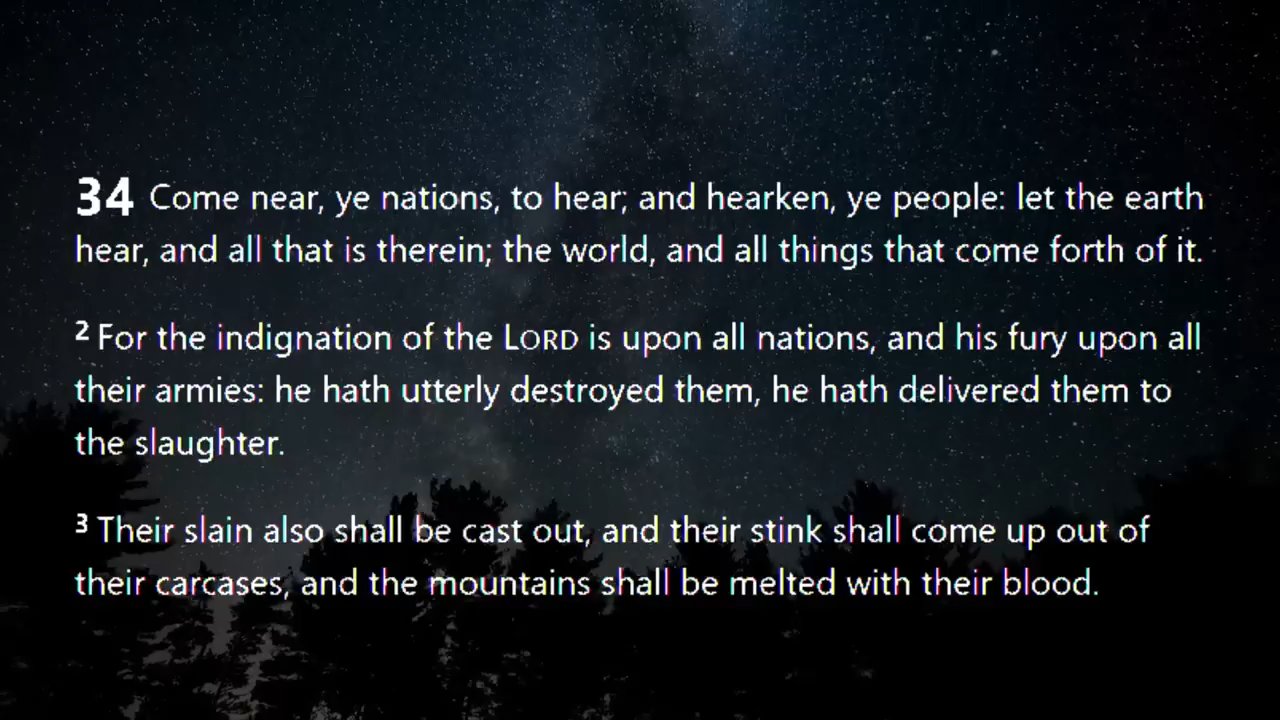 34 Come near, ye nations, to hear; and hearken, ye people: let the earth
hear, and all that is therein; the world, and all things that come forth of it.
2 For the indignation of the LORD is upon all nations, and his fury upon all
their armies: he hath utterly destroyed them, he hath delivered them to
the slaughter.
3 Their slain also shall be cast out, and their stink shall come up out of
their carcases, and the mountains shall be melted with their blood.